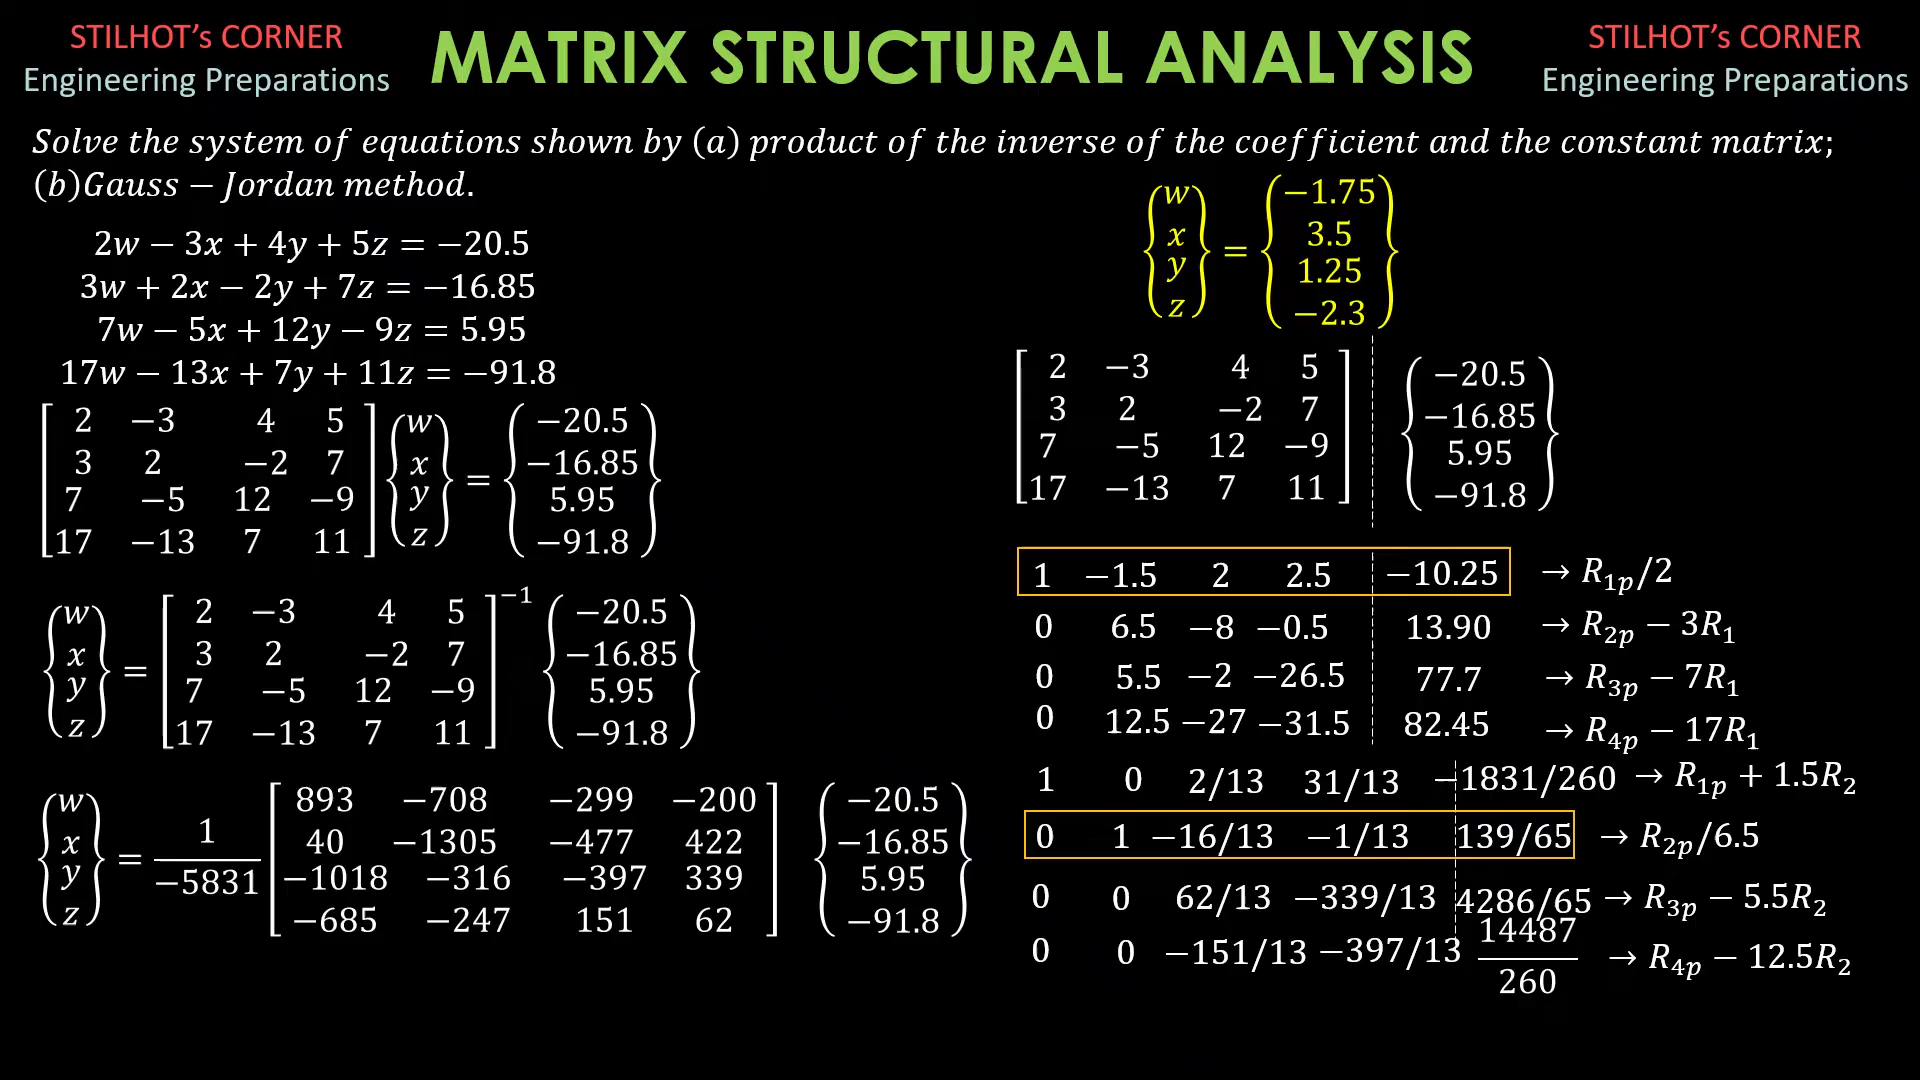 STILHOT's CORNER
Engineering Preparations
MATRIX STRUCTURAL ANALYSIS
STILHOT's CORNER
Engineering Preparations
Solve the system of equations shown by (a) product of the inverse of the coefficient and the constant matrix;
(b)Gauss − Jordan method.
2w − 3x + 4y + 5z = −20.5
3w + 2x − 2y + 7z = −16.85
7w − 5x + 12y − 9z = 5.95
17w − 13x + 7y + 11z = −91.8
2 −3 4 5 w −20.5
3 2 −2 7 x −16.85
7 −5 12 −9 y = 5.95
17 −13 7 11 z −91.8
w 2 −3 4 5 −1 −20.5
x 3 2 −2 7 −16.85
y = 7 −5 12 −9 5.95
z 17 −13 7 11 −91.8
w 893 −708 −299 −200 −20.5
x 1 40 −1305 −477 422 −16.85
y = −5831 −1018 −316 −397 339 5.95
z −685 −247 151 62 −91.8
w −1.75
x 3.5
y = 1.25
z −2.3
2 −3 4 5 −20.5
3 2 −2 7 −16.85
7 −5 12 −9 5.95
17 −13 7 11 −91.8
1 −1.5 2 2.5 −10.25 → R1p/2
0 6.5 −8 −0.5 13.90 → R2p − 3R1
0 5.5 −2 −26.5 77.7 → R3p − 7R1
0 12.5 −27 −31.5 82.45 → R4p − 17R1
1 0 2/13 31/13 −1831/260 → R1p + 1.5R2
0 1 −16/13 −1/13 139/65 → R2p/6.5
0 0 62/13 −339/13 4286/65 → R3p − 5.5R2
0 0 −151/13 −397/13 14487/260 → R4p − 12.5R2